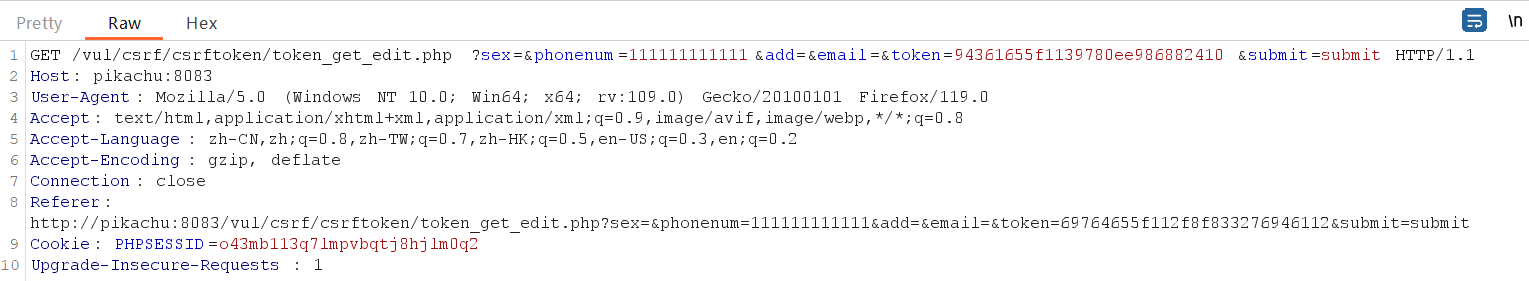 Pretty Raw Hex \n
1 GET /vul/csrf/csrftoken/token_get_edit.php ?sex=&phonenum=111111111111&add=&email=&token=94361655f1139780ee986882410&submit=submit HTTP/1.1
2 Host: pikachu:8083
3 User-Agent: Mozilla/5.0 (Windows NT 10.0; Win64; x64; rv:109.0) Gecko/20100101 Firefox/119.0
4 Accept: text/html,application/xhtml+xml,application/xml;q=0.9,image/avif,image/webp,*/*;q=0.8
5 Accept-Language: zh-CN,zh;q=0.8,zh-TW;q=0.7,zh-HK;q=0.5,en-US;q=0.3,en;q=0.2
6 Accept-Encoding: gzip, deflate
7 Connection: close
8 Referer:
http://pikachu:8083/vul/csrf/csrftoken/token_get_edit.php?sex=&phonenum=111111111111&add=&email=&token=69764655f112f8f833276946112&submit=submit
9 Cookie: PHPSESSID=o43mb113q7lmpvbqtj8hjlm0q2
10 Upgrade-Insecure-Requests: 1